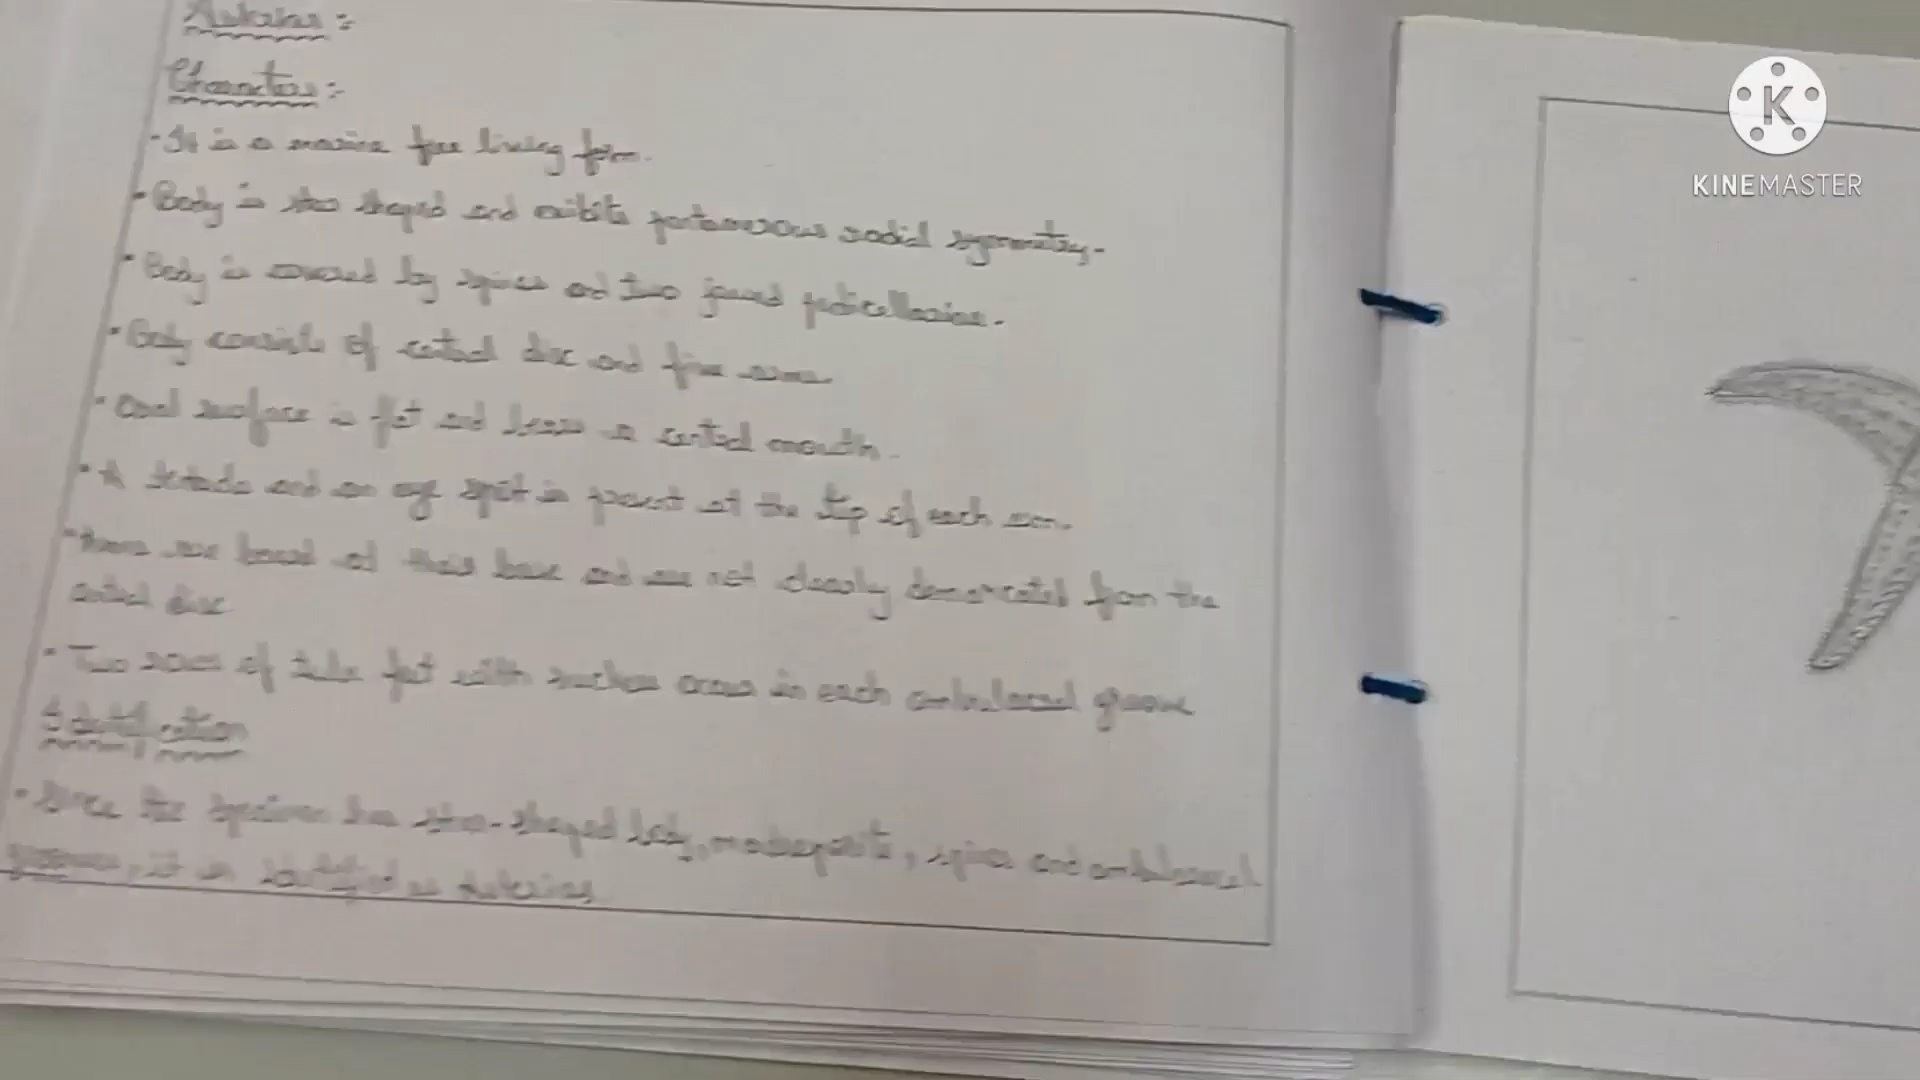 Asterias :
Characters :-
• It is a marine free living form.
• Body is star shaped and exibits pentamerous radial symmetry.
• Body is covered by spines and two jawed pedicellariae.
• Body consists of central disc and five arms.
• Oral surface is flat and bears a central mouth.
• A tentacle and an eye spot is present at the tip of each arm.
• Arms are broad at their base and are not clearly demarcated from the
central disc
• Two rows of tube feet with suckers occur in each ambulacral groove
Identification
• Since the specimen has star-shaped body, madreporite, spines and ambulacral
grooves, it is identified as Asterias
K
KINEMASTER